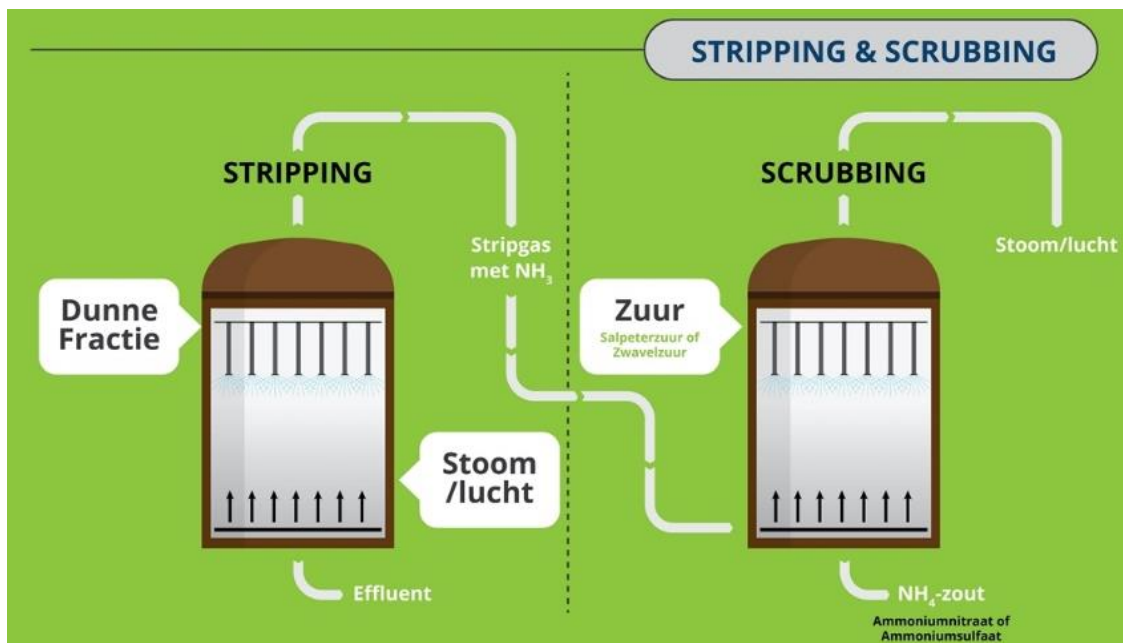 STRIPPING & SCRUBBING
STRIPPING
Dunne
Fractie
Stripgas
met NH₃
Stoom
/lucht
Effluent
SCRUBBING
Zuur
Salpeterzuur of
Zwavelzuur
Stoom/lucht
NH₄-zout
Ammoniumnitraat of
Ammoniumsulfaat